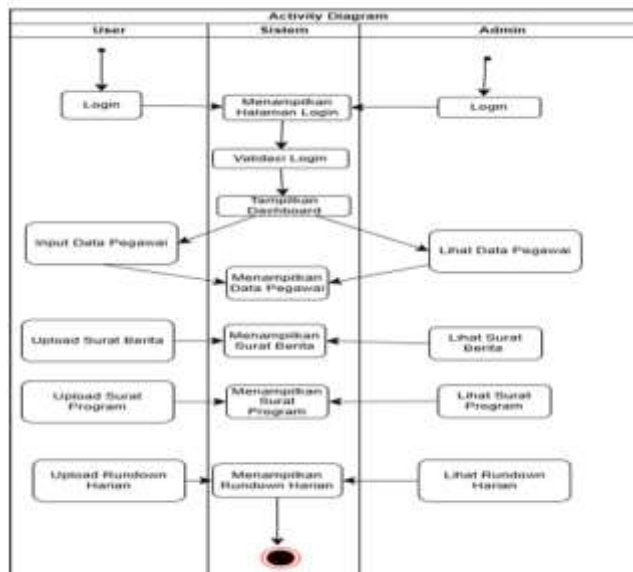 Activity Diagram
User
Sistem
Admin
Login
Menampilkan
Halaman Login
Login
Validasi Login
Tampilkan
Dashboard
Input Data Pegawai
Lihat Data Pegawai
Menampilkan
Data Pegawai
Upload Surat Berita
Menampilkan
Surat Berita
Lihat Surat
Berita
Upload Surat
Program
Menampilkan
Surat
Program
Lihat Surat
Program
Upload Rundown
Harian
Menampilkan
Rundown Harian
Lihat Rundown
Harian